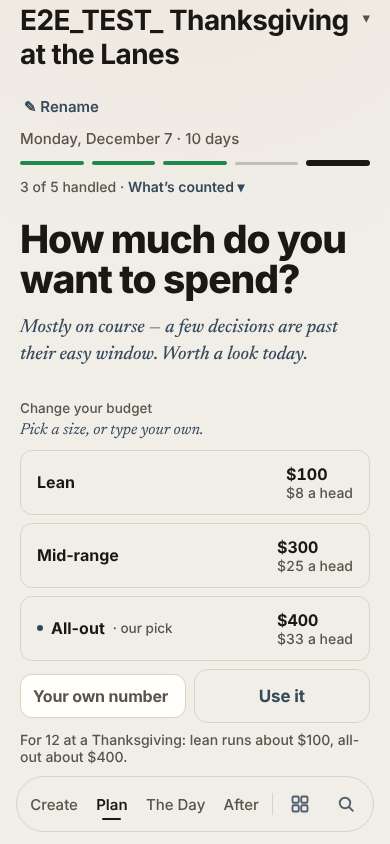 E2E_TEST_ Thanksgiving ▾
at the Lanes
✎ Rename
Monday, December 7 · 10 days
3 of 5 handled · What’s counted ▾
How much do you
want to spend?
Mostly on course — a few decisions are past
their easy window. Worth a look today.
Change your budget
Pick a size, or type your own.
Lean
$100
$8 a head
Mid-range
$300
$25 a head
• All-out · our pick
$400
$33 a head
Your own number
Use it
For 12 at a Thanksgiving: lean runs about $100, all-
out about $400.
Create Plan The Day After